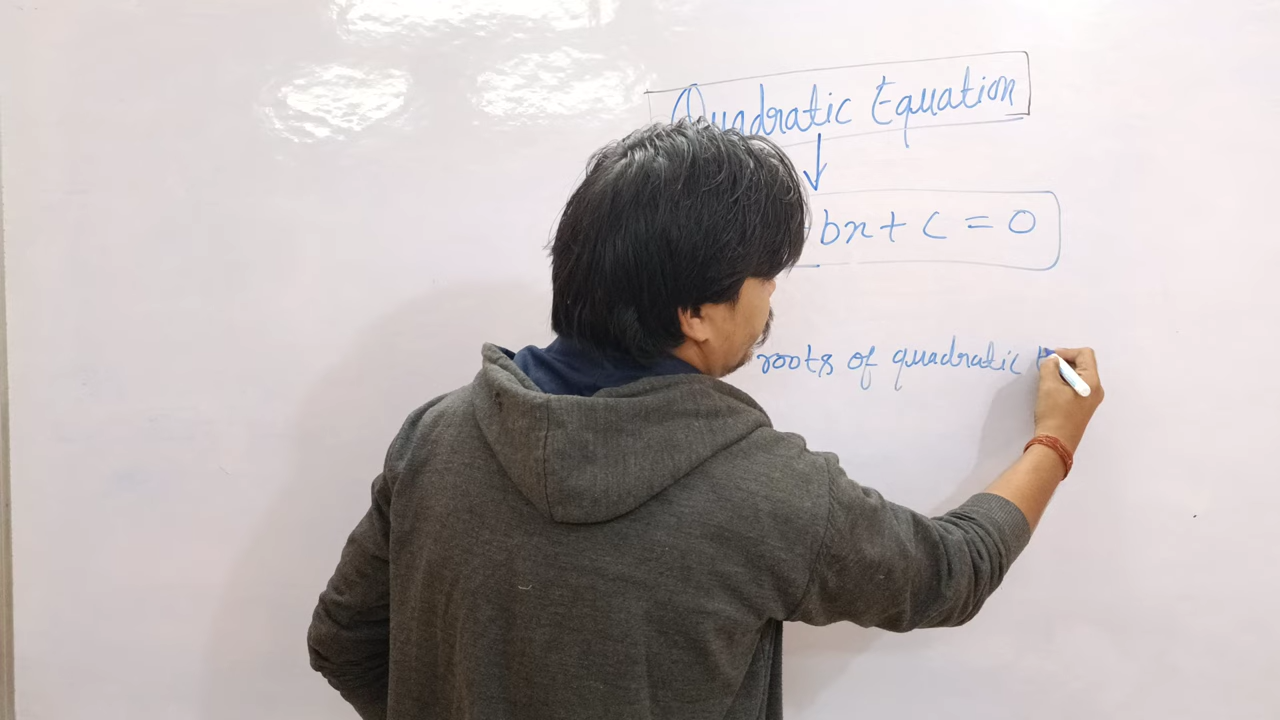 Quadratic Equation
bx + c = 0
roots of quadratic